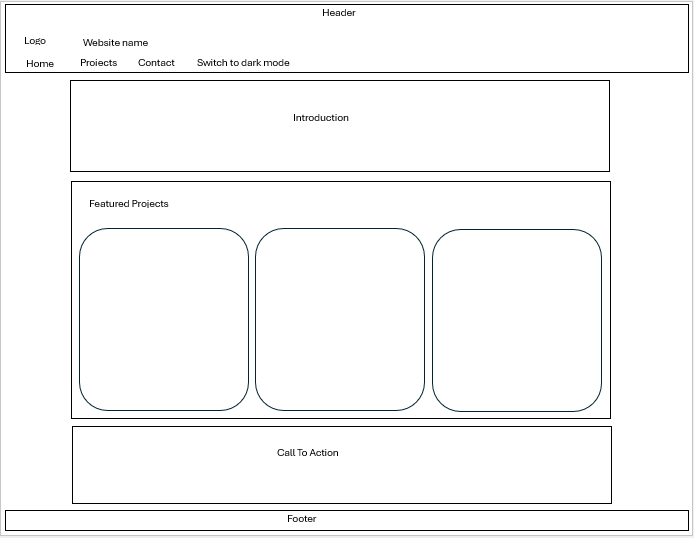 Header
Logo Website name
Home Projects Contact Switch to dark mode
Introduction
Featured Projects
Call To Action
Footer